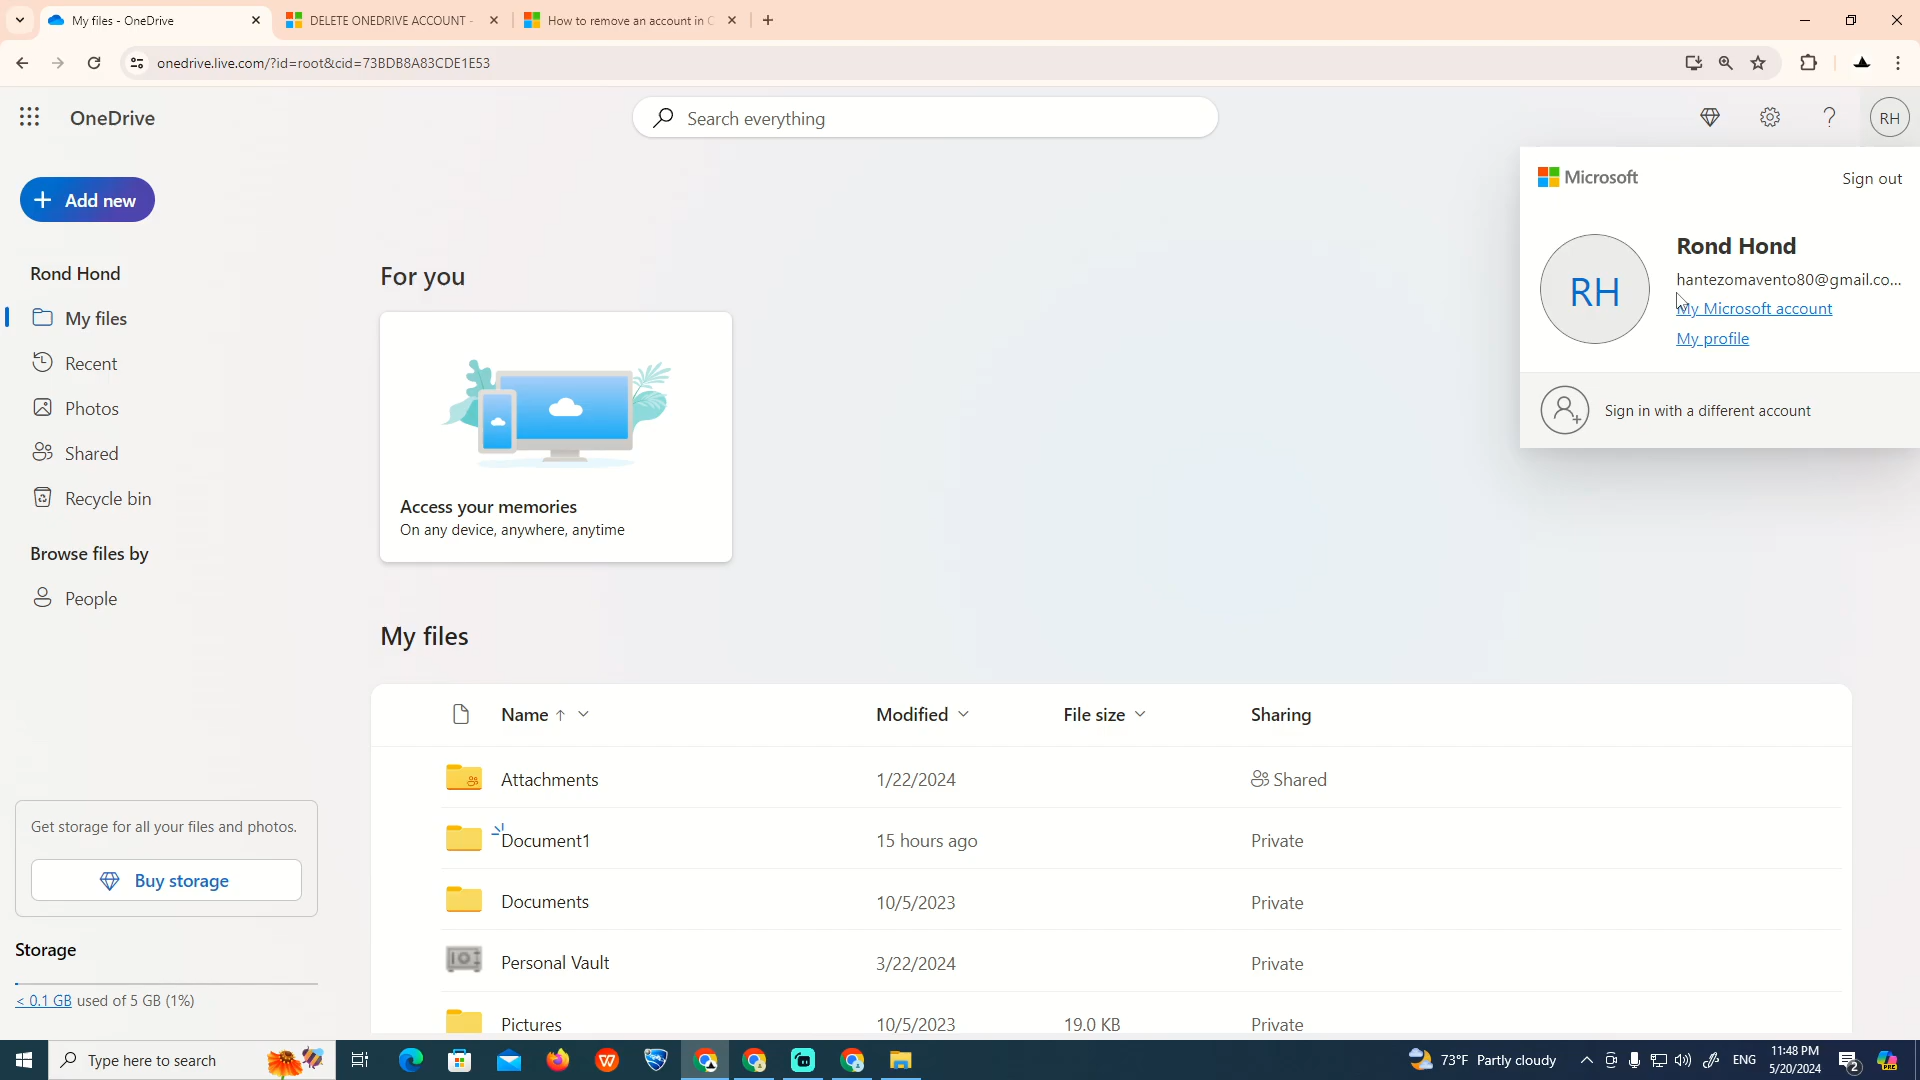 My files - OneDrive
DELETE ONEDRIVE ACCOUNT -
How to remove an account in
onedrive.live.com/?id=root&cid=73BDB8A83CDE1E53
OneDrive
Search everything
RH
Microsoft
Sign out
Add new
RH
Rond Hond
hantezomavento80@gmail.co...
My Microsoft account
My profile
Sign in with a different account
Rond Hond
My files
Recent
Photos
Shared
Recycle bin
Browse files by
People
For you
Access your memories
On any device, anywhere, anytime
My files
Name
Modified
File size
Sharing
Attachments
1/22/2024
Shared
Document1
15 hours ago
Private
Documents
10/5/2023
Private
Personal Vault
3/22/2024
Private
Pictures
10/5/2023
19.0 KB
Private
Get storage for all your files and photos.
Buy storage
Storage
< 0.1 GB used of 5 GB (1%)
Type here to search
73°F Partly cloudy
ENG
11:48 PM
5/20/2024
2
PRE